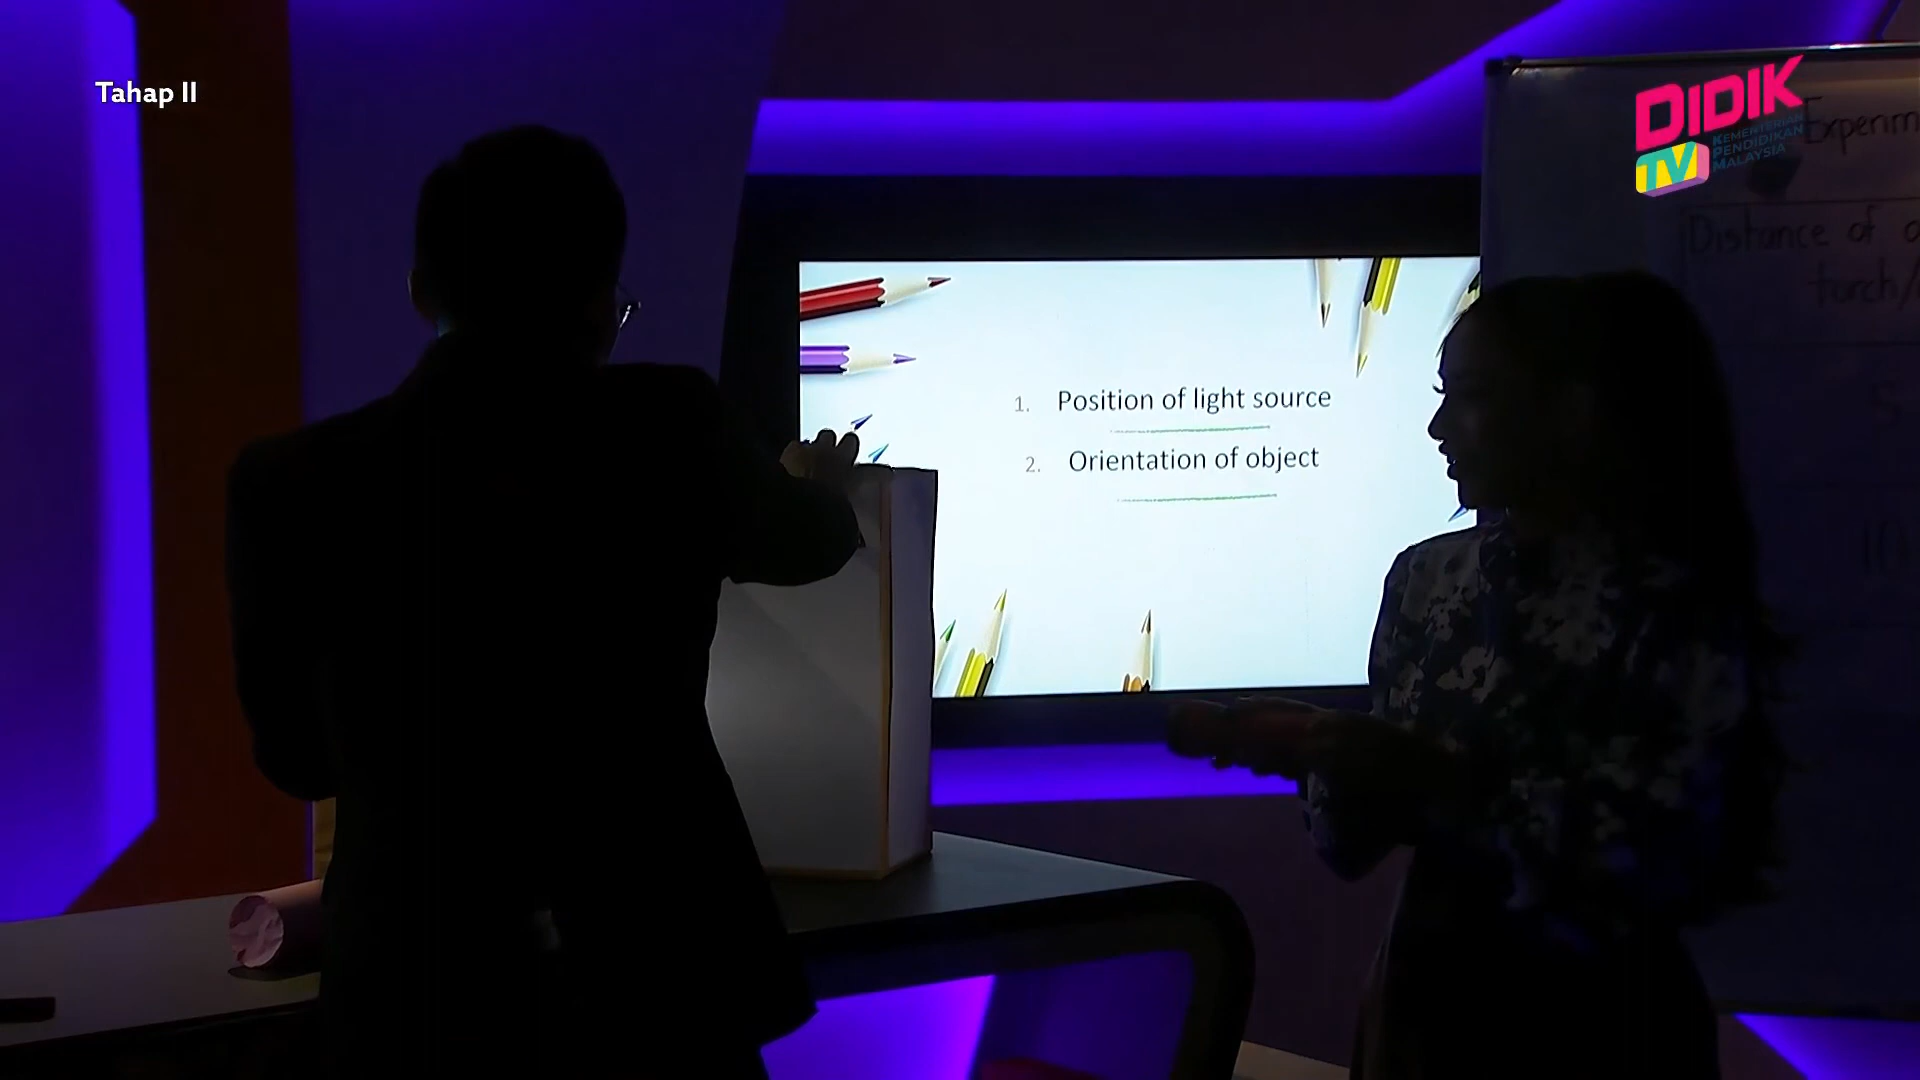 Tahap II
DIDIK
TV
KEMENTERIAN
PENDIDIKAN
MALAYSIA
Distance of
torch/
1. Position of light source
2. Orientation of object